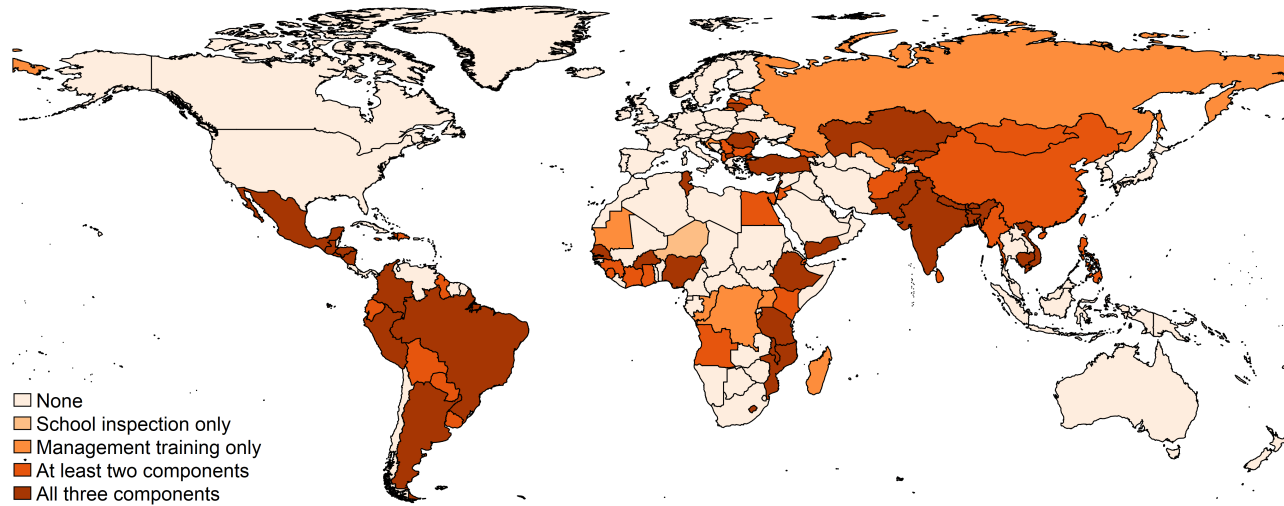 None
School inspection only
Management training only
At least two components
All three components